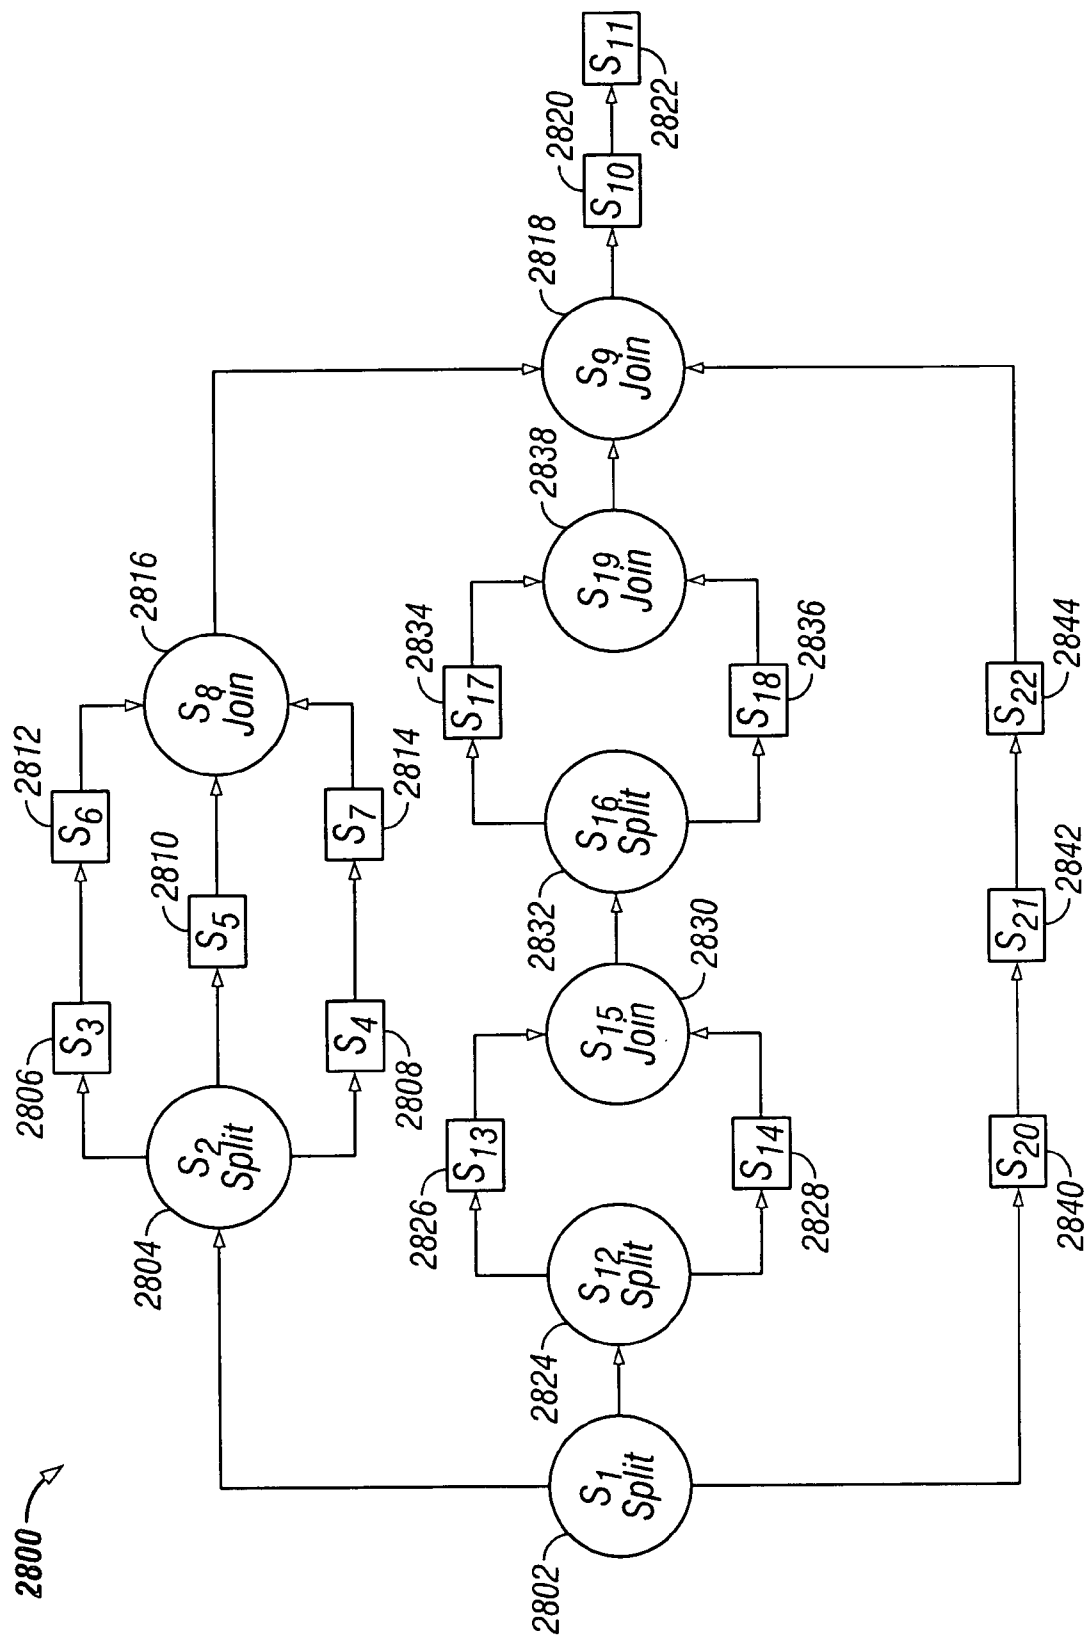 2800
2802
S1
Split
2804
S2
Split
2806
S3
2808
S4
2810
S5
2812
S6
2814
S7
2816
S8
Join
2824
S12
Split
2826
S13
2828
S14
2830
S15
Join
2832
S16
Split
2834
S17
2836
S18
2838
S19
Join
2840
S20
2842
S21
2844
S22
2818
S9
Join
2820
S10
2822
S11